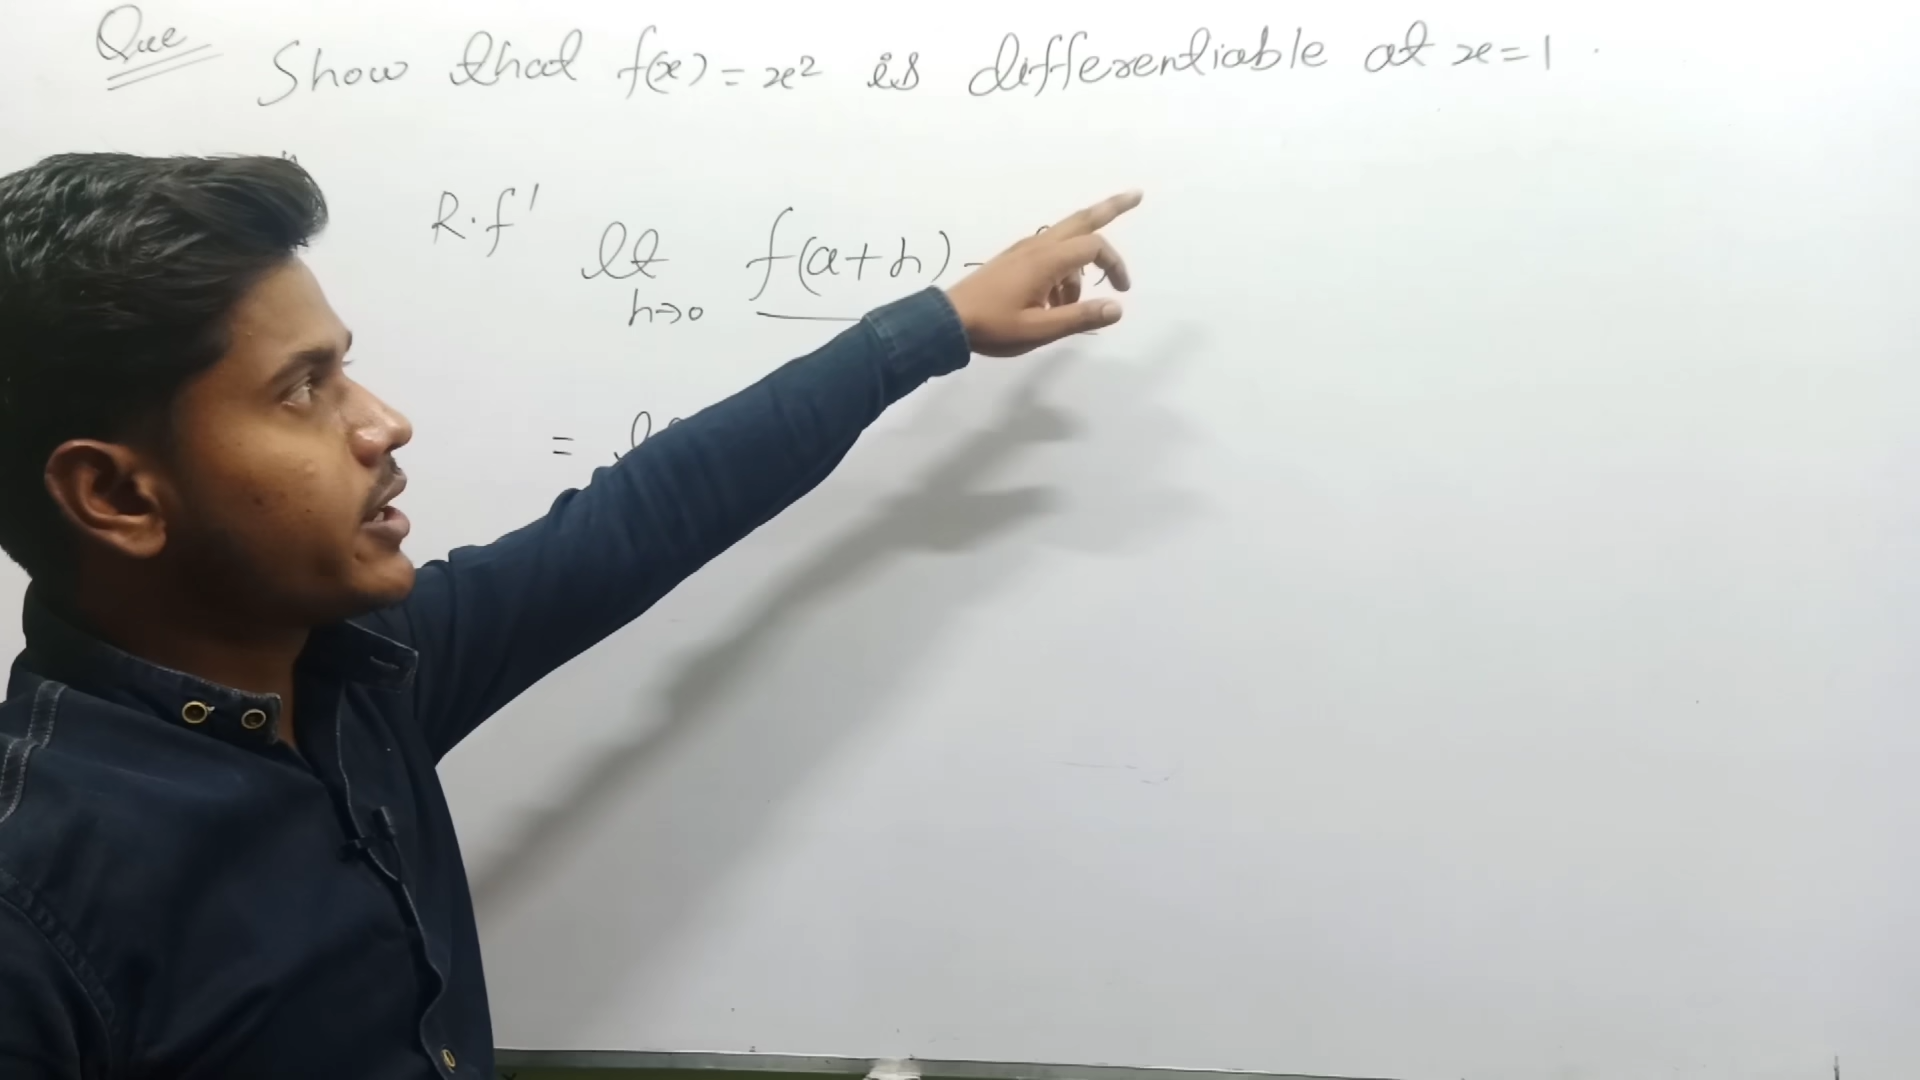 Que Show that f(x) = x² is differentiable at x=1.
R.f' lt f(a+h) -
h→0
=